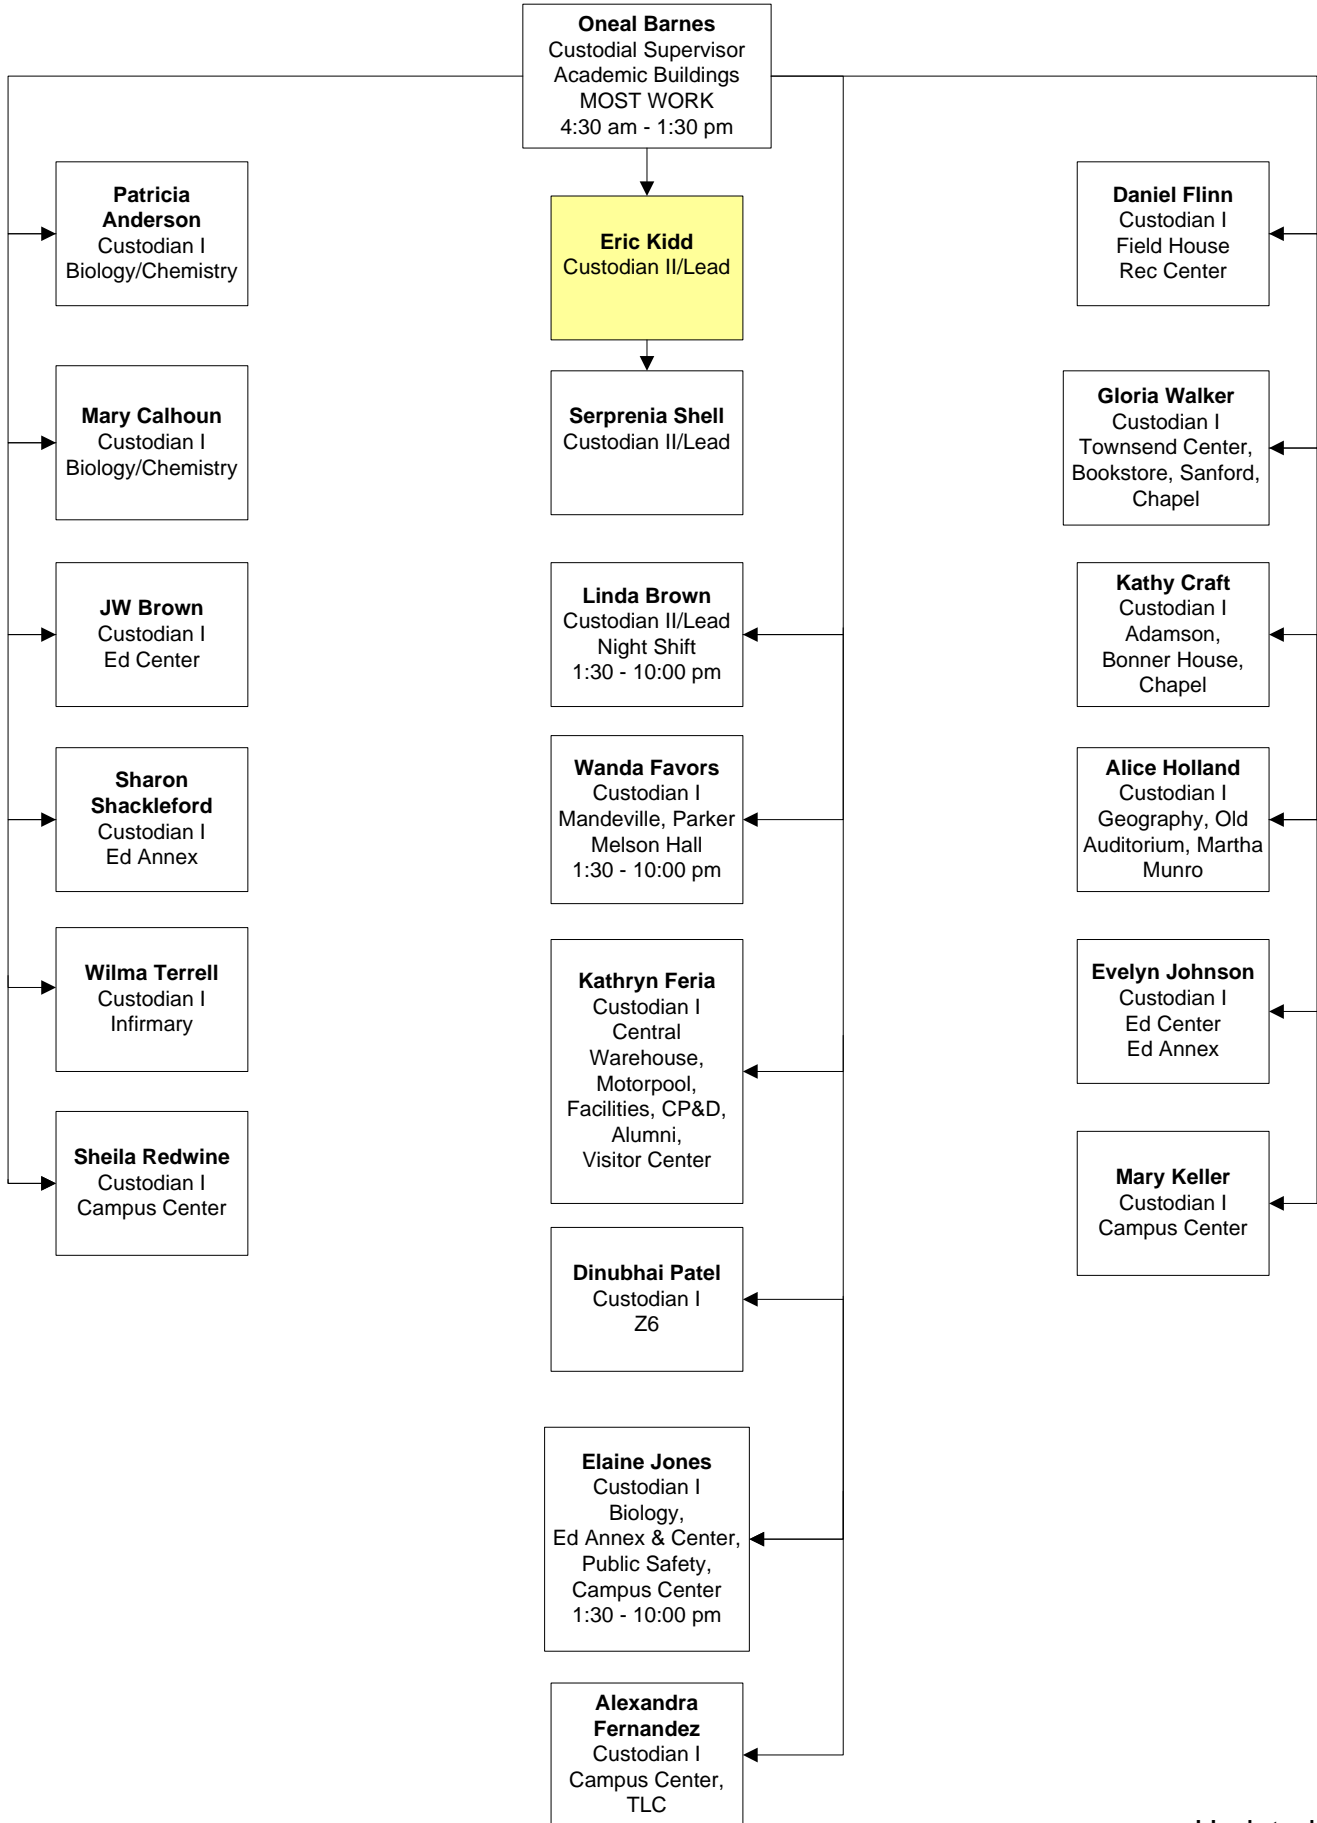 Oneal Barnes
Custodial Supervisor
Academic Buildings
MOST WORK
4:30 am - 1:30 pm
Patricia
Anderson
Custodian I
Biology/Chemistry
Mary Calhoun
Custodian I
Biology/Chemistry
JW Brown
Custodian I
Ed Center
Sharon
Shackleford
Custodian I
Ed Annex
Wilma Terrell
Custodian I
Infirmary
Sheila Redwine
Custodian I
Campus Center
Eric Kidd
Custodian II/Lead
Serprenia Shell
Custodian II/Lead
Linda Brown
Custodian II/Lead
Night Shift
1:30 - 10:00 pm
Wanda Favors
Custodian I
Mandeville, Parker
Melson Hall
1:30 - 10:00 pm
Kathryn Feria
Custodian I
Central
Warehouse,
Motorpool,
Facilities, CP&D,
Alumni,
Visitor Center
Dinubhai Patel
Custodian I
Z6
Elaine Jones
Custodian I
Biology,
Ed Annex & Center,
Public Safety,
Campus Center
1:30 - 10:00 pm
Alexandra
Fernandez
Custodian I
Campus Center,
TLC
Daniel Flinn
Custodian I
Field House
Rec Center
Gloria Walker
Custodian I
Townsend Center,
Bookstore, Sanford,
Chapel
Kathy Craft
Custodian I
Adamson,
Bonner House,
Chapel
Alice Holland
Custodian I
Geography, Old
Auditorium, Martha
Munro
Evelyn Johnson
Custodian I
Ed Center
Ed Annex
Mary Keller
Custodian I
Campus Center